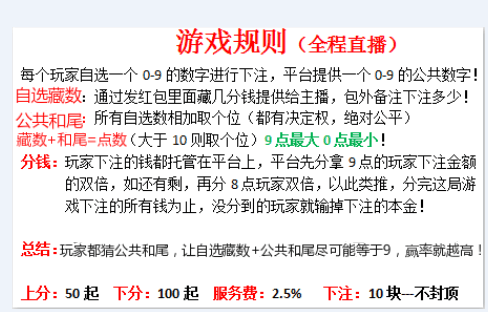 游戏规则（全程直播）
每个玩家自选一个 0-9 的数字进行下注，平台提供一个 0-9 的公共数字！
自选藏数：通过发红包里面藏几分钱提供给主播，包外备注下注多少！
公共和尾：所有自选数相加取个位（都有决定权，绝对公平）
藏数+和尾=点数（大于 10 则取个位）9 点最大 0 点最小！
分钱：玩家下注的钱都托管在平台上，平台先分拿 9 点的玩家下注金额
的双倍，如还有剩，再分 8 点玩家双倍，以此类推，分完这局游
戏下注的所有钱为止，没分到的玩家就输掉下注的本金！
总结：玩家都猜公共和尾，让自选藏数+公共和尾尽可能等于9，赢率就越高！
上分：50 起 下分：100 起 服务费：2.5% 下注：10 块---不封顶